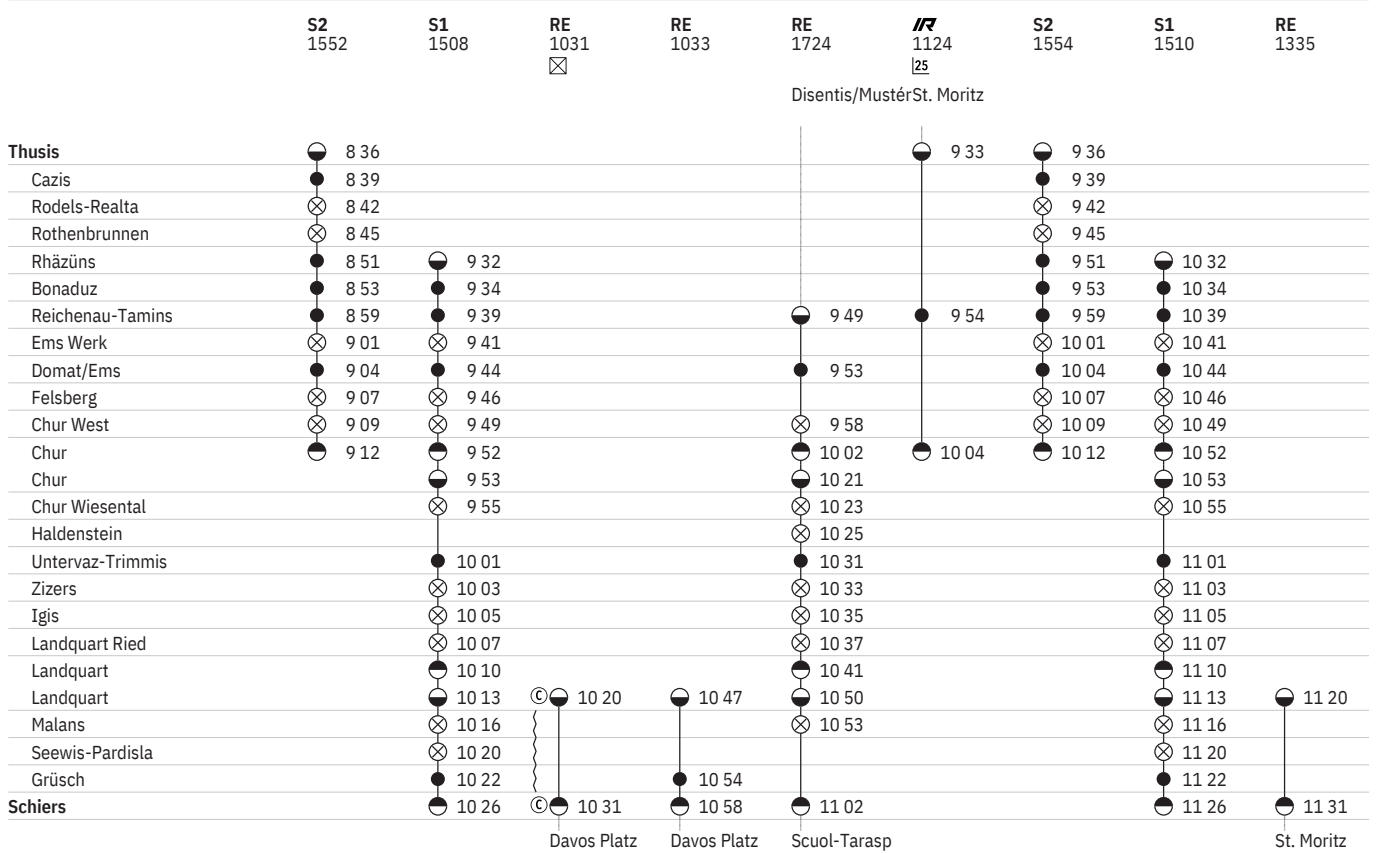 S2 S1 RE RE RE IR S2 S1 RE
1552 1508 1031 1033 1724 1124 1554 1510 1335
25
Disentis/Mustér St. Moritz
Thusis 8 36 9 33 9 36
Cazis 8 39 9 39
Rodels-Realta 8 42 9 42
Rothenbrunnen 8 45 9 45
Rhäzüns 8 51 9 32 9 51 10 32
Bonaduz 8 53 9 34 9 53 10 34
Reichenau-Tamins 8 59 9 39 9 49 9 54 9 59 10 39
Ems Werk 9 01 9 41 10 01 10 41
Domat/Ems 9 04 9 44 9 53 10 04 10 44
Felsberg 9 07 9 46 10 07 10 46
Chur West 9 09 9 49 9 58 10 09 10 49
Chur 9 12 9 52 10 02 10 04 10 12 10 52
Chur 9 53 10 21 10 53
Chur Wiesental 9 55 10 23 10 55
Haldenstein 10 25
Untervaz-Trimmis 10 01 10 31 11 01
Zizers 10 03 10 33 11 03
Igis 10 05 10 35 11 05
Landquart Ried 10 07 10 37 11 07
Landquart 10 10 10 41 11 10
Landquart 10 13 C 10 20 10 47 10 50 11 13 11 20
Malans 10 16 10 53 11 16
Seewis-Pardisla 10 20 11 20
Grüsch 10 22 10 54 11 22
Schiers 10 26 C 10 31 10 58 11 02 11 26 11 31
Davos Platz Davos Platz Scuol-Tarasp St. Moritz